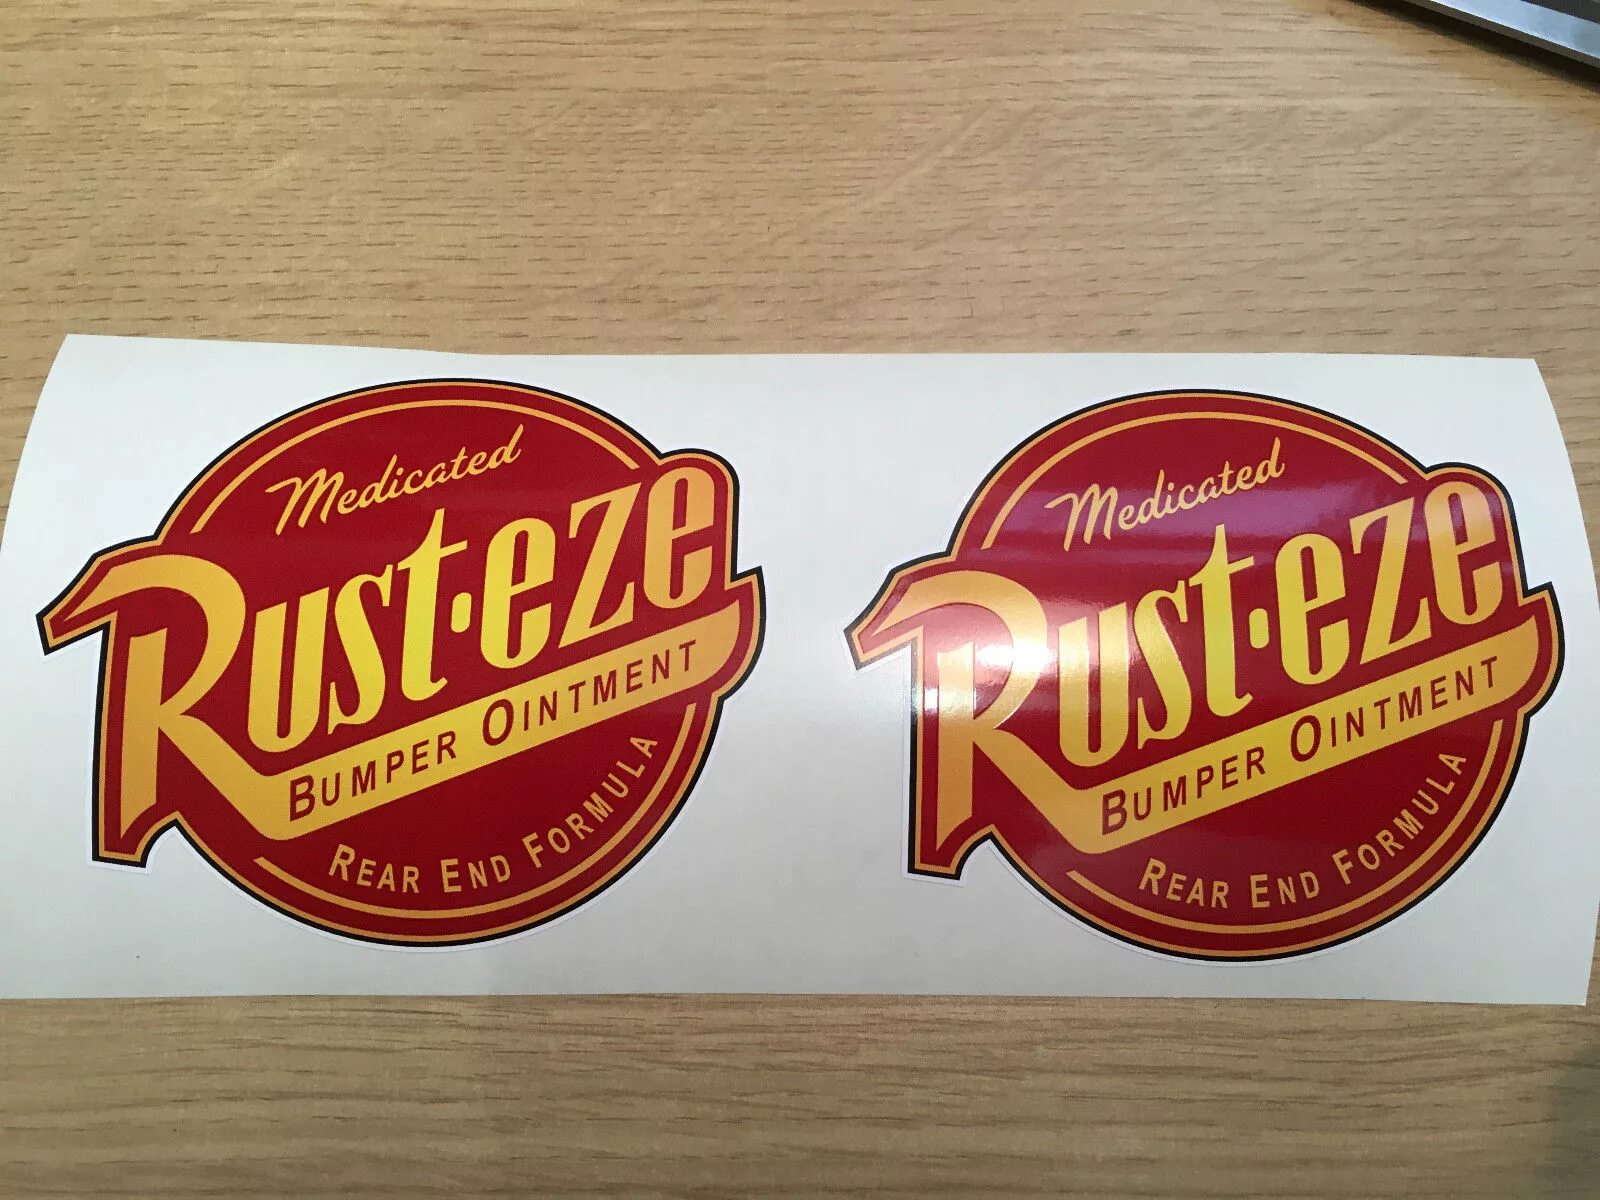 Medicated
Rust-eze
BUMPER OINTMENT
REAR END FORMULA
Medicated
Rust-eze
BUMPER OINTMENT
REAR END FORMULA